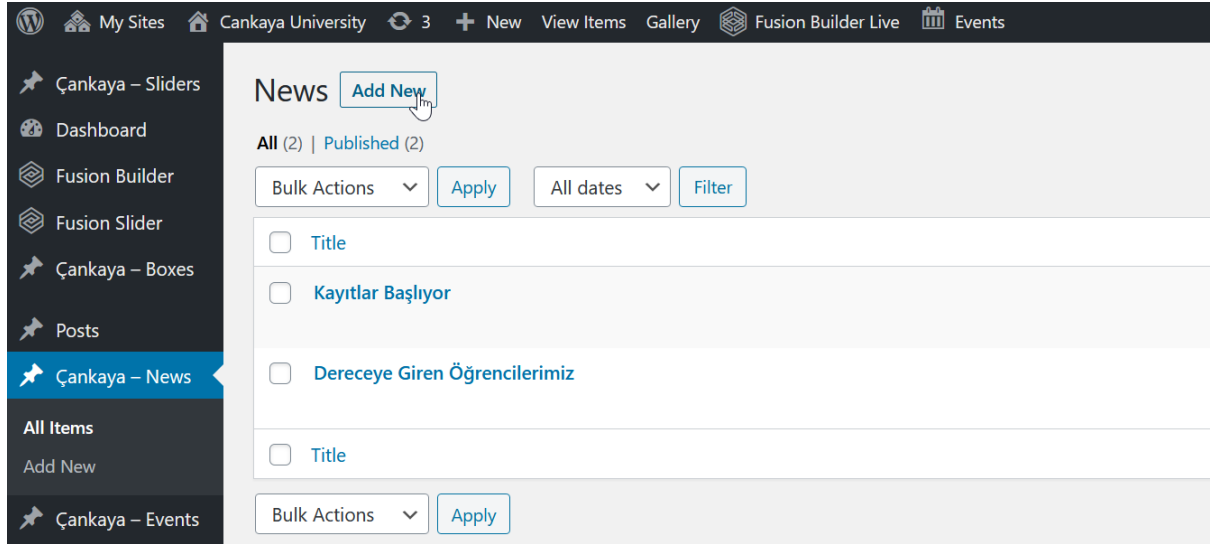 My Sites Cankaya University 3 New View Items Gallery Fusion Builder Live Events
Çankaya – Sliders
Dashboard
Fusion Builder
Fusion Slider
Çankaya – Boxes
Posts
Çankaya – News
All Items
Add New
Çankaya – Events
News Add New
All (2) | Published (2)
Bulk Actions Apply All dates Filter
Title
Kayıtlar Başlıyor
Dereceye Giren Öğrencilerimiz
Title
Bulk Actions Apply